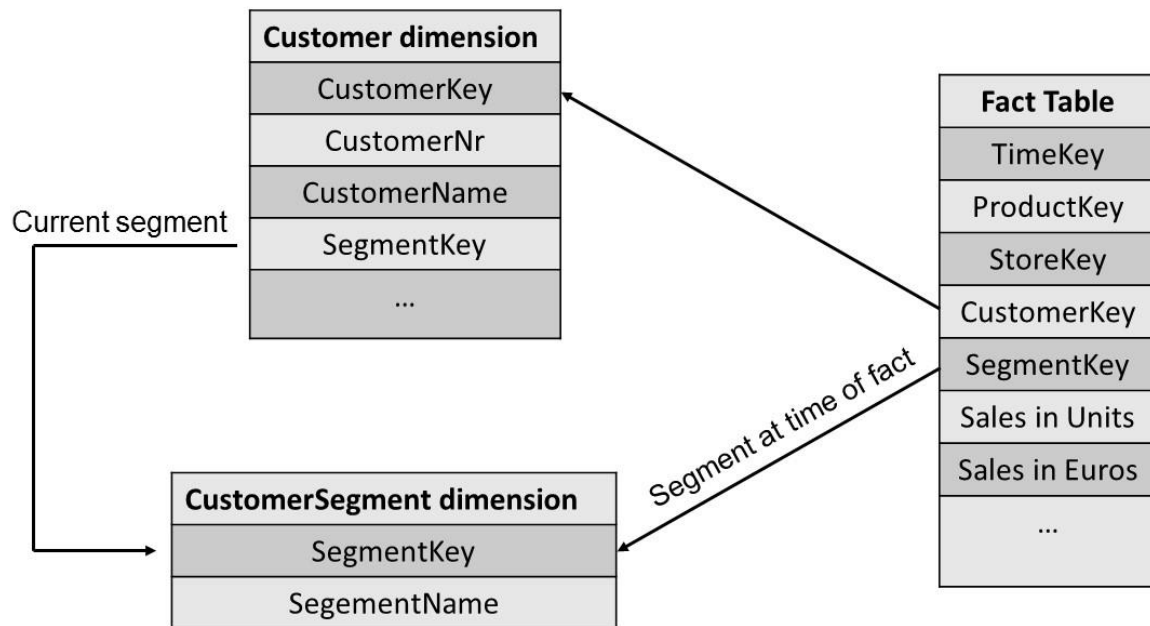 Customer dimension
CustomerKey
CustomerNr
CustomerName
SegmentKey
...
Current segment
Fact Table
TimeKey
ProductKey
StoreKey
CustomerKey
SegmentKey
Sales in Units
Sales in Euros
...
Segment at time of fact
CustomerSegment dimension
SegmentKey
SegementName